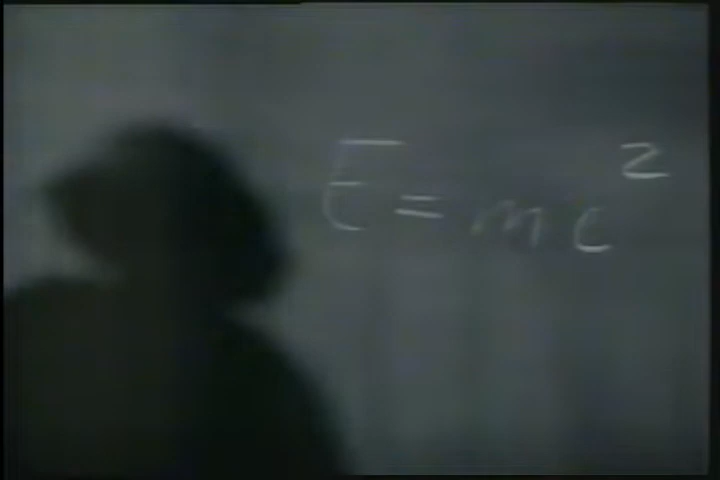 E = mc²